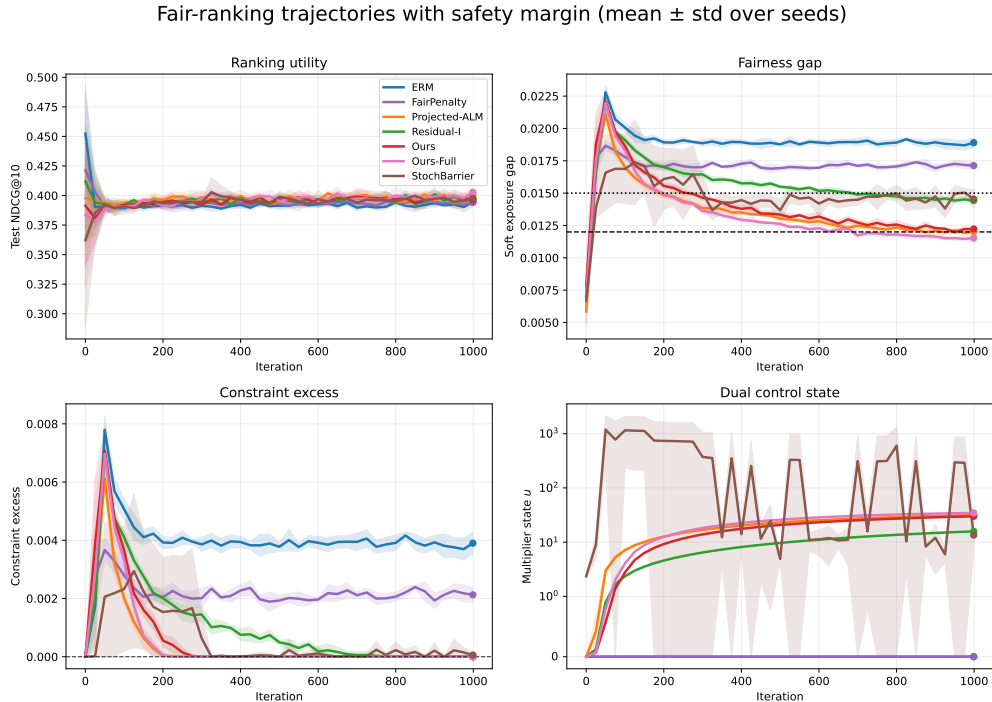 Fair-ranking trajectories with safety margin (mean ± std over seeds)
Ranking utility
Test NDCG@10
0.500
0.475
0.450
0.425
0.400
0.375
0.350
0.325
0.300
ERM
FairPenalty
Projected-ALM
Residual-I
Ours
Ours-Full
StochBarrier
0 200 400 600 800 1000
Iteration
Fairness gap
Soft exposure gap
0.0225
0.0200
0.0175
0.0150
0.0125
0.0100
0.0075
0.0050
0 200 400 600 800 1000
Iteration
Constraint excess
Constraint excess
0.008
0.006
0.004
0.002
0.000
0 200 400 600 800 1000
Iteration
Dual control state
Multiplier state u
10³
10²
10¹
10⁰
0
0 200 400 600 800 1000
Iteration